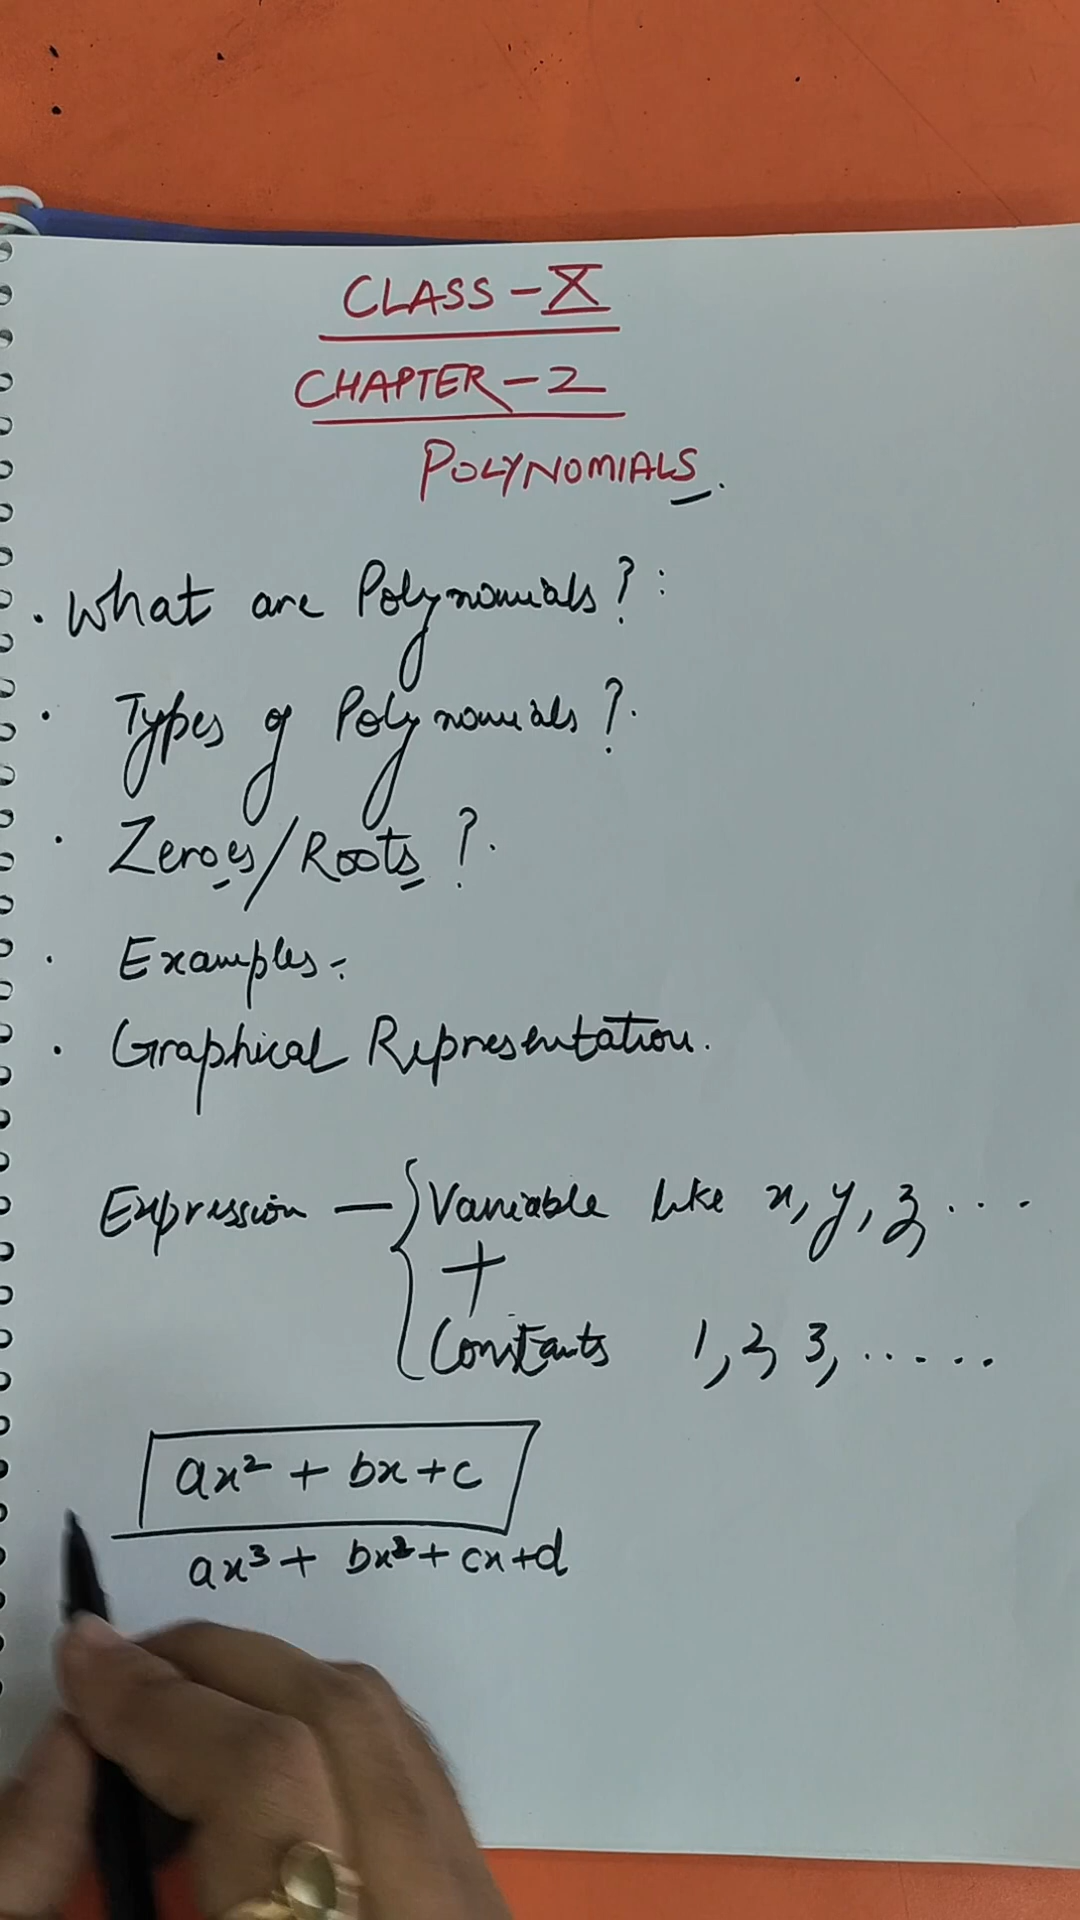 CLASS - X
CHAPTER - 2
POLYNOMIALS.
. What are Polynomials? :
. Types of Polynomials ?.
. Zeroes/Roots ?.
. Examples :
. Graphical Representation.
Expression — { Variable like x, y, z, ....
+
Constants 1, 2, 3, ......
ax² + bx + c
ax³ + bx² + cx + d